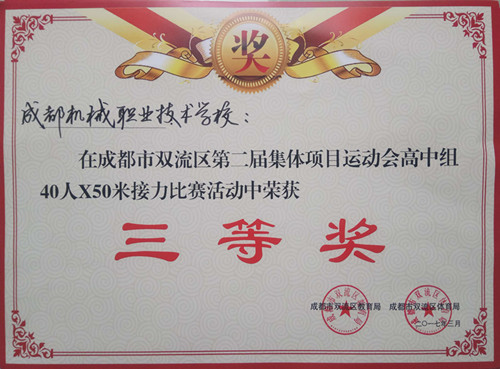 奖
成都机械职业技术学校：
在成都市双流区第二届集体项目运动会高中组
40人X50米接力比赛活动中荣获
三等奖
成都市双流区教育局 成都市双流区体育局
二〇一七年三月